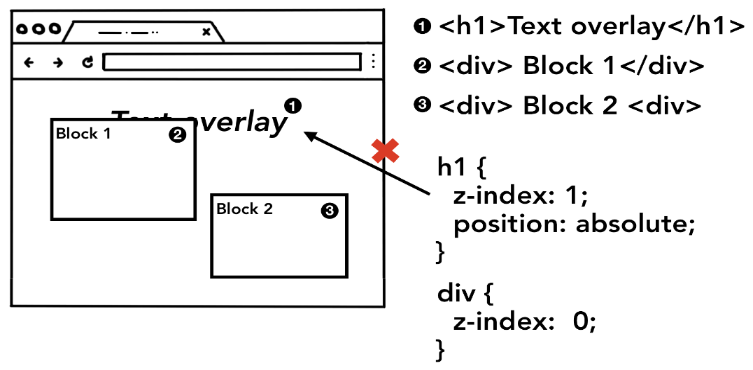 Text overlay ❶
Block 1 ❷
Block 2 ❸
❶ <h1>Text overlay</h1>
❷ <div> Block 1</div>
❸ <div> Block 2 <div>
h1 {
z-index: 1;
position: absolute;
}
div {
z-index: 0;
}